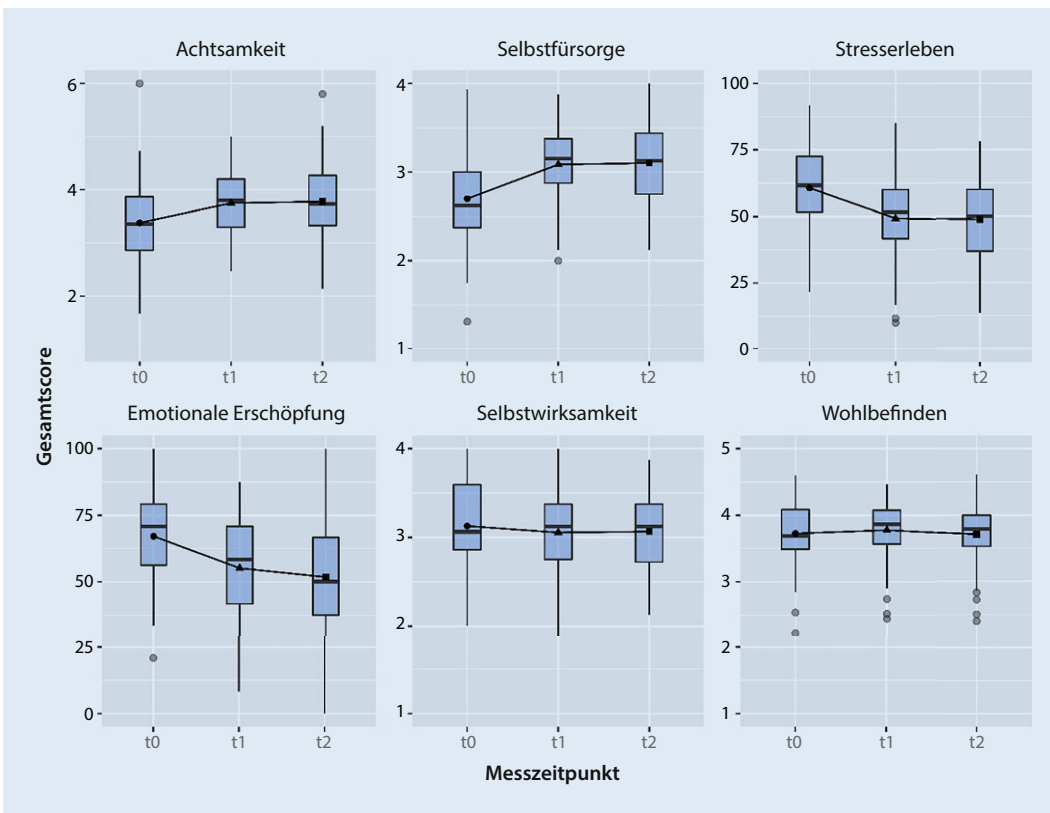 Achtsamkeit
Selbstfürsorge
Stresserleben
6
4
2
t0 t1 t2
4
3
2
1
t0 t1 t2
100
75
50
25
0
t0 t1 t2
Gesamtscore
Emotionale Erschöpfung
Selbstwirksamkeit
Wohlbefinden
100
75
50
25
0
t0 t1 t2
4
3
2
1
t0 t1 t2
5
4
3
2
1
t0 t1 t2
Messzeitpunkt